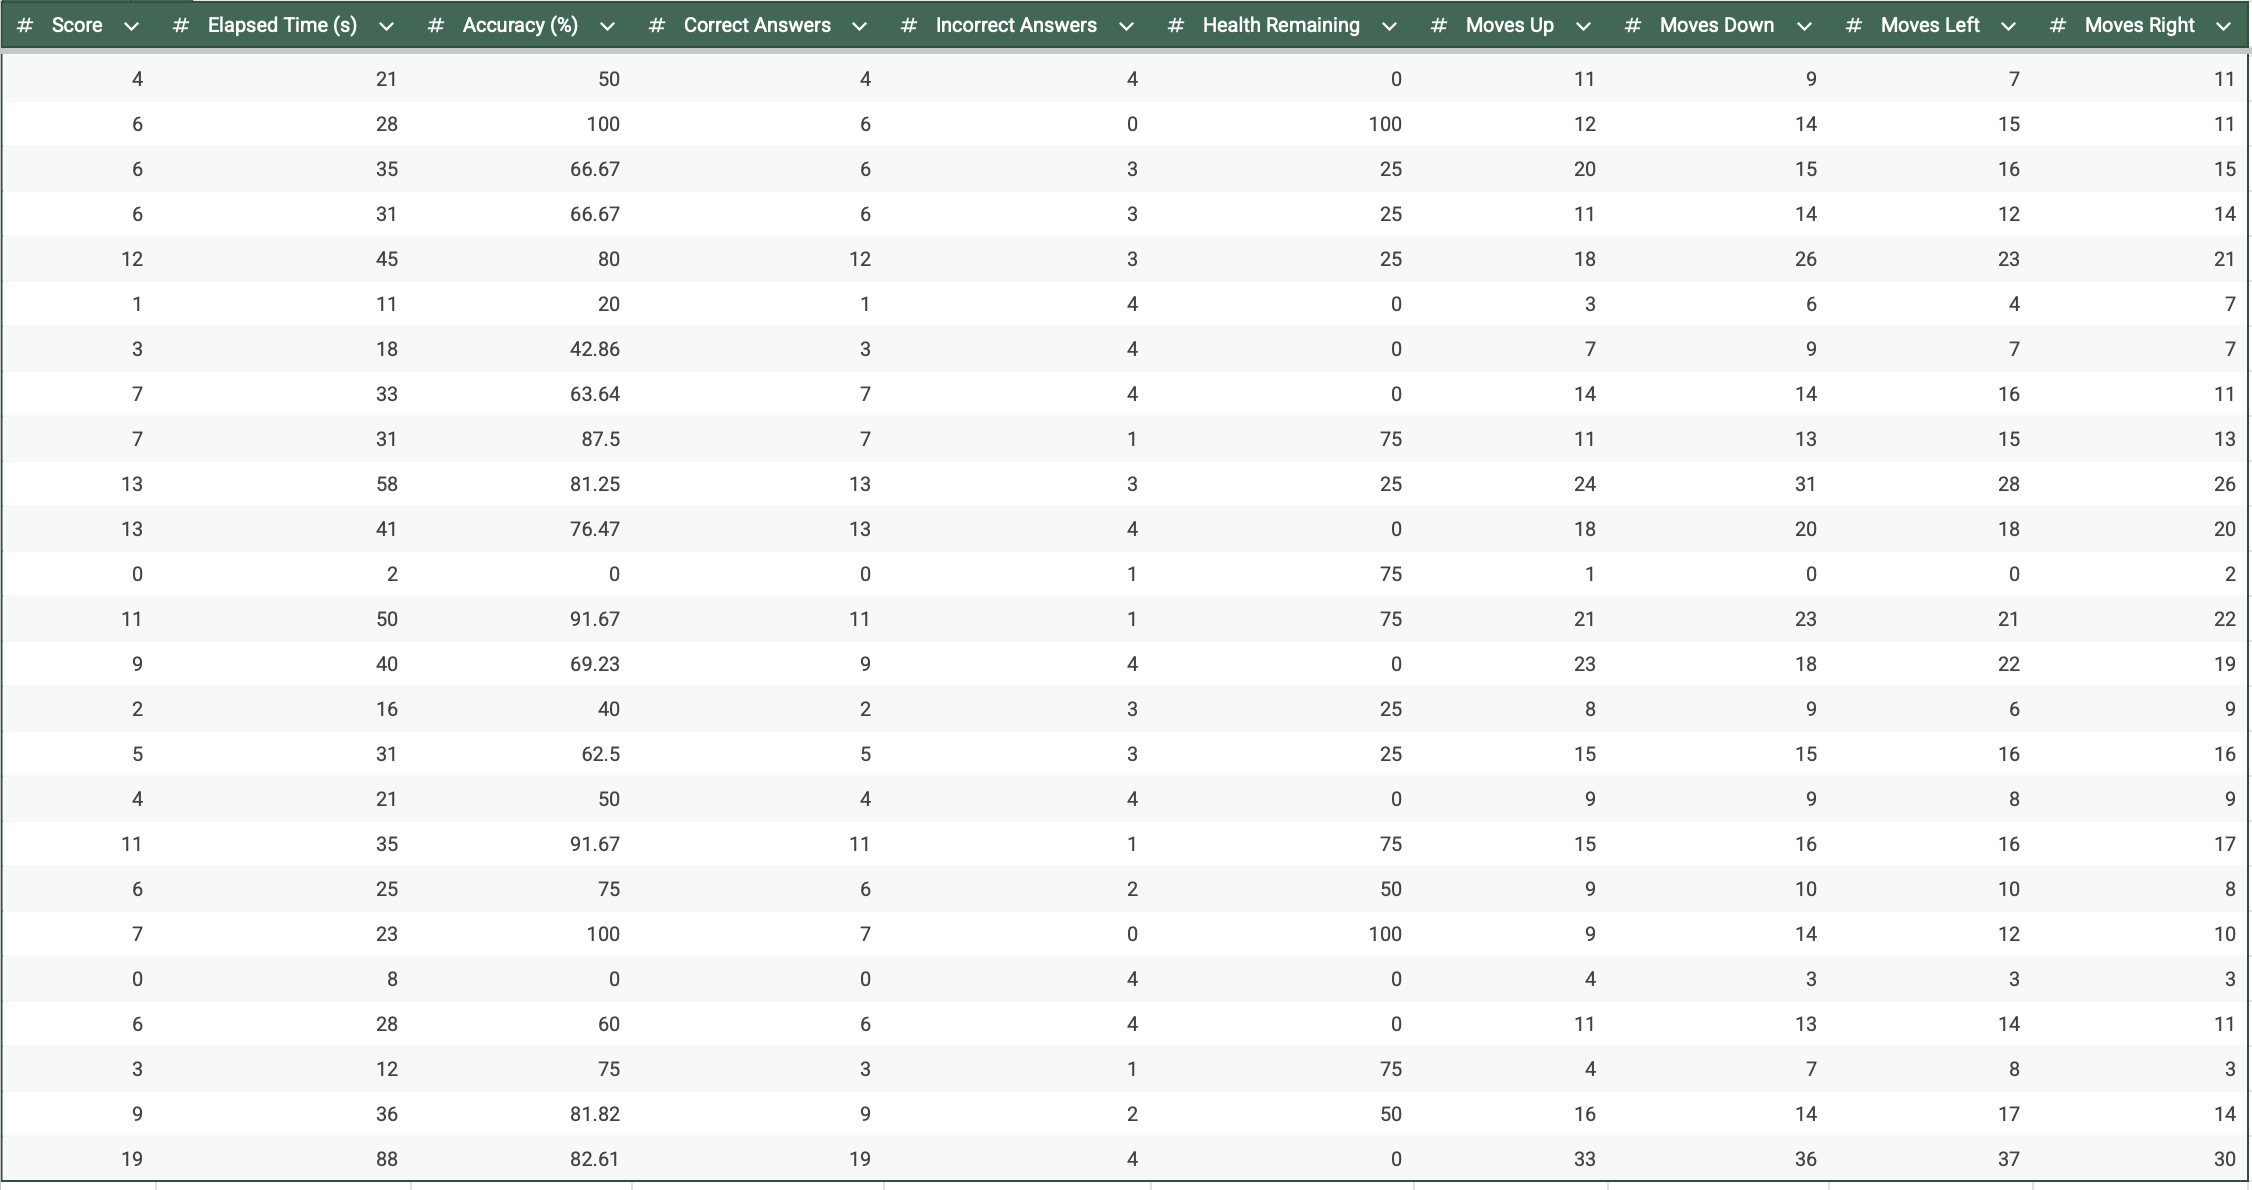 # Score # Elapsed Time (s) # Accuracy (%) # Correct Answers # Incorrect Answers # Health Remaining # Moves Up # Moves Down # Moves Left # Moves Right
4 21 50 4 4 0 11 9 7 11
6 28 100 6 0 100 12 14 15 11
6 35 66.67 6 3 25 20 15 16 15
6 31 66.67 6 3 25 11 14 12 14
12 45 80 12 3 25 18 26 23 21
1 11 20 1 4 0 3 6 4 7
3 18 42.86 3 4 0 7 9 7 7
7 33 63.64 7 4 0 14 14 16 11
7 31 87.5 7 1 75 11 13 15 13
13 58 81.25 13 3 25 24 31 28 26
13 41 76.47 13 4 0 18 20 18 20
0 2 0 0 1 75 1 0 0 2
11 50 91.67 11 1 75 21 23 21 22
9 40 69.23 9 4 0 23 18 22 19
2 16 40 2 3 25 8 9 6 9
5 31 62.5 5 3 25 15 15 16 16
4 21 50 4 4 0 9 9 8 9
11 35 91.67 11 1 75 15 16 16 17
6 25 75 6 2 50 9 10 10 8
7 23 100 7 0 100 9 14 12 10
0 8 0 0 4 0 4 3 3 3
6 28 60 6 4 0 11 13 14 11
3 12 75 3 1 75 4 7 8 3
9 36 81.82 9 2 50 16 14 17 14
19 88 82.61 19 4 0 33 36 37 30